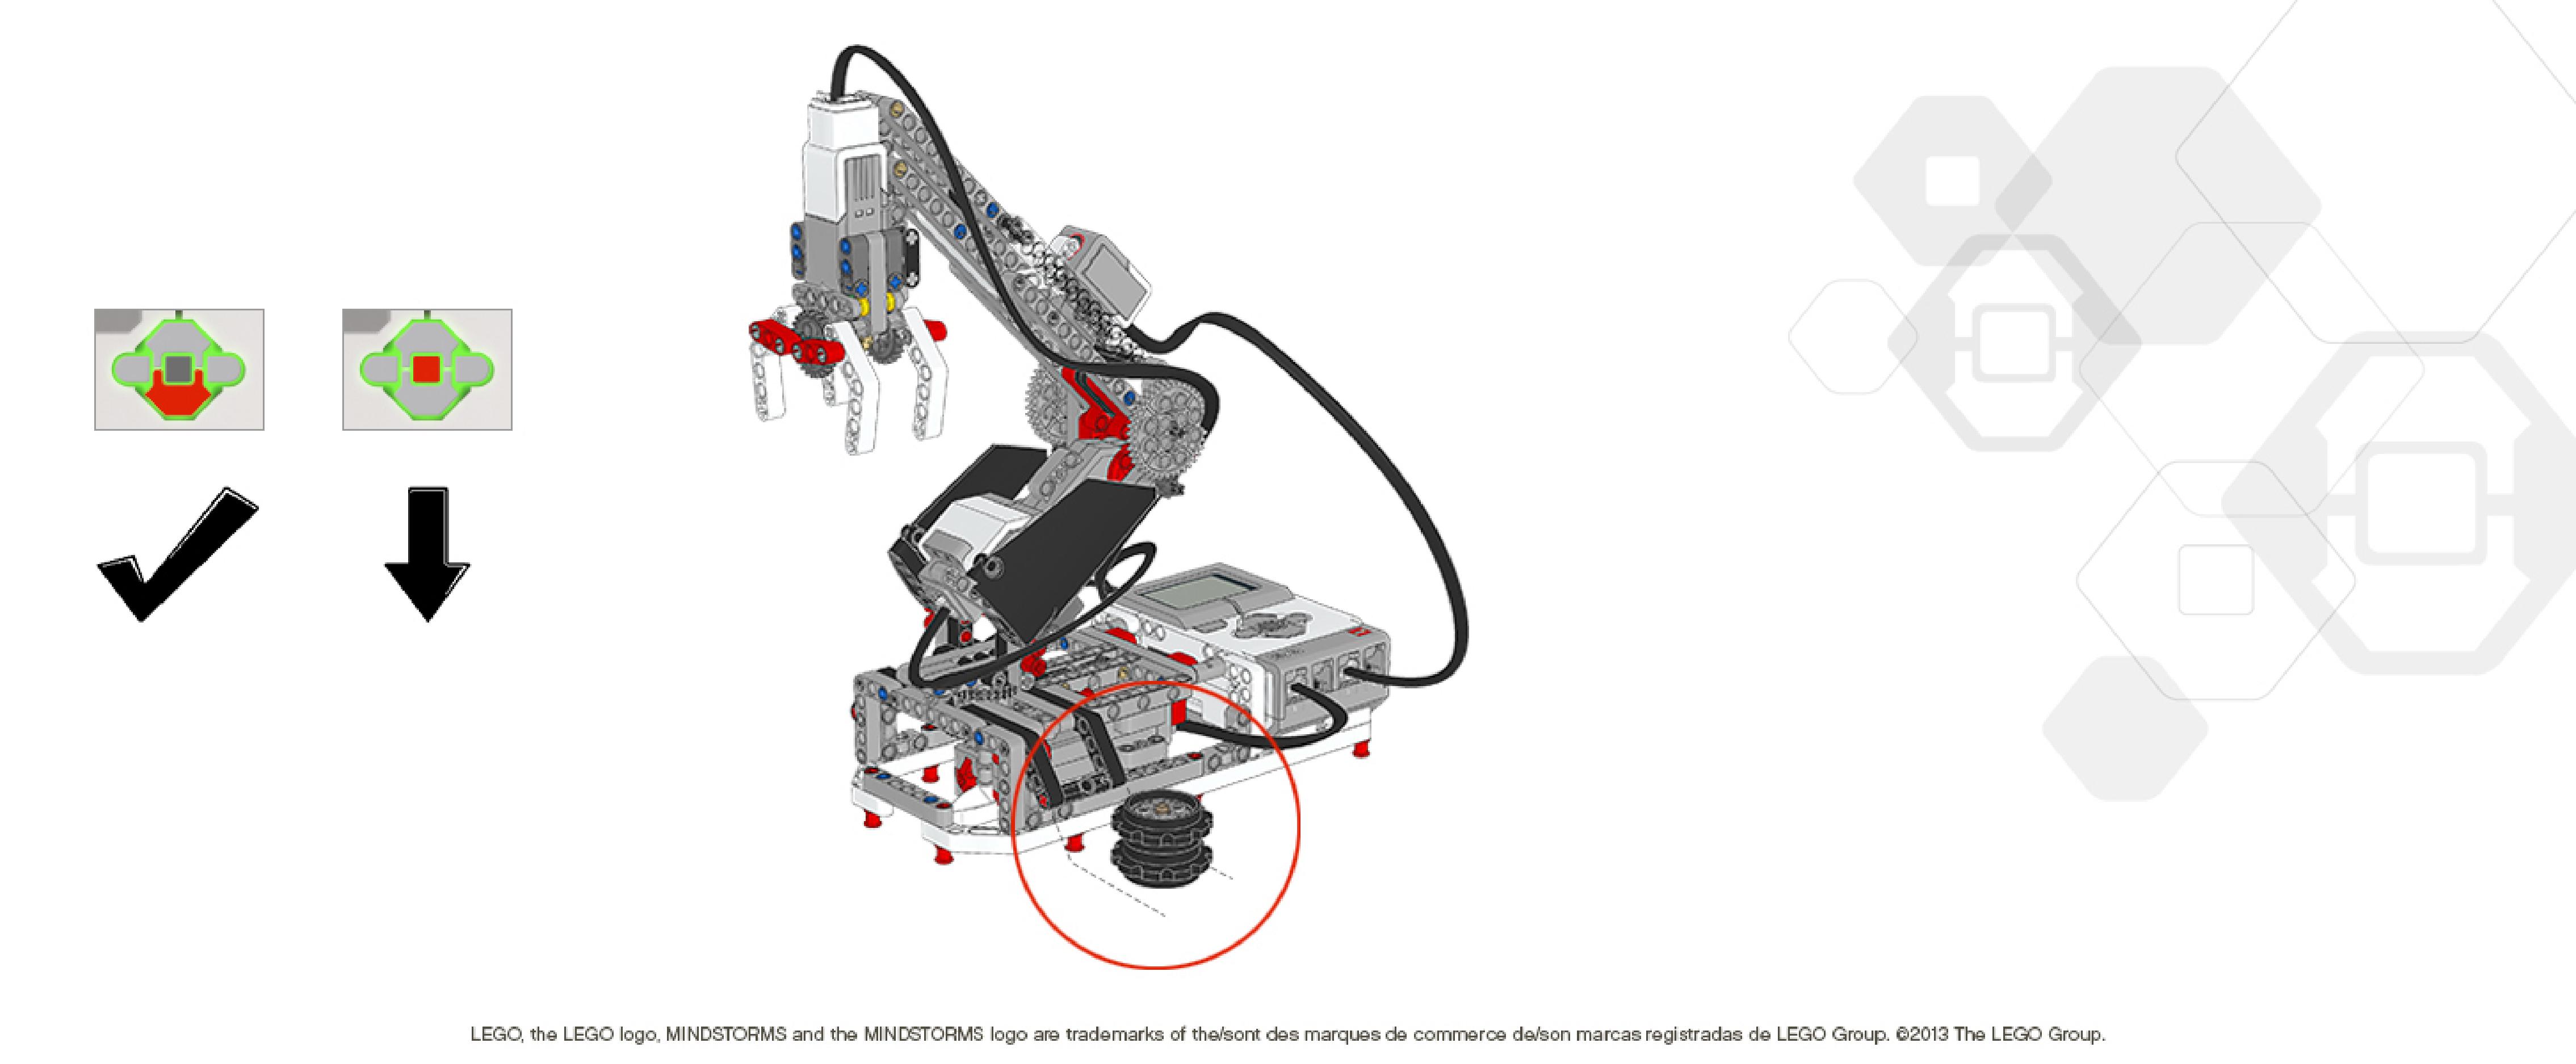 LEGO, the LEGO logo, MINDSTORMS and the MINDSTORMS logo are trademarks of the/sont des marques de commerce de/son marcas registradas de LEGO Group. ©2013 The LEGO Group.